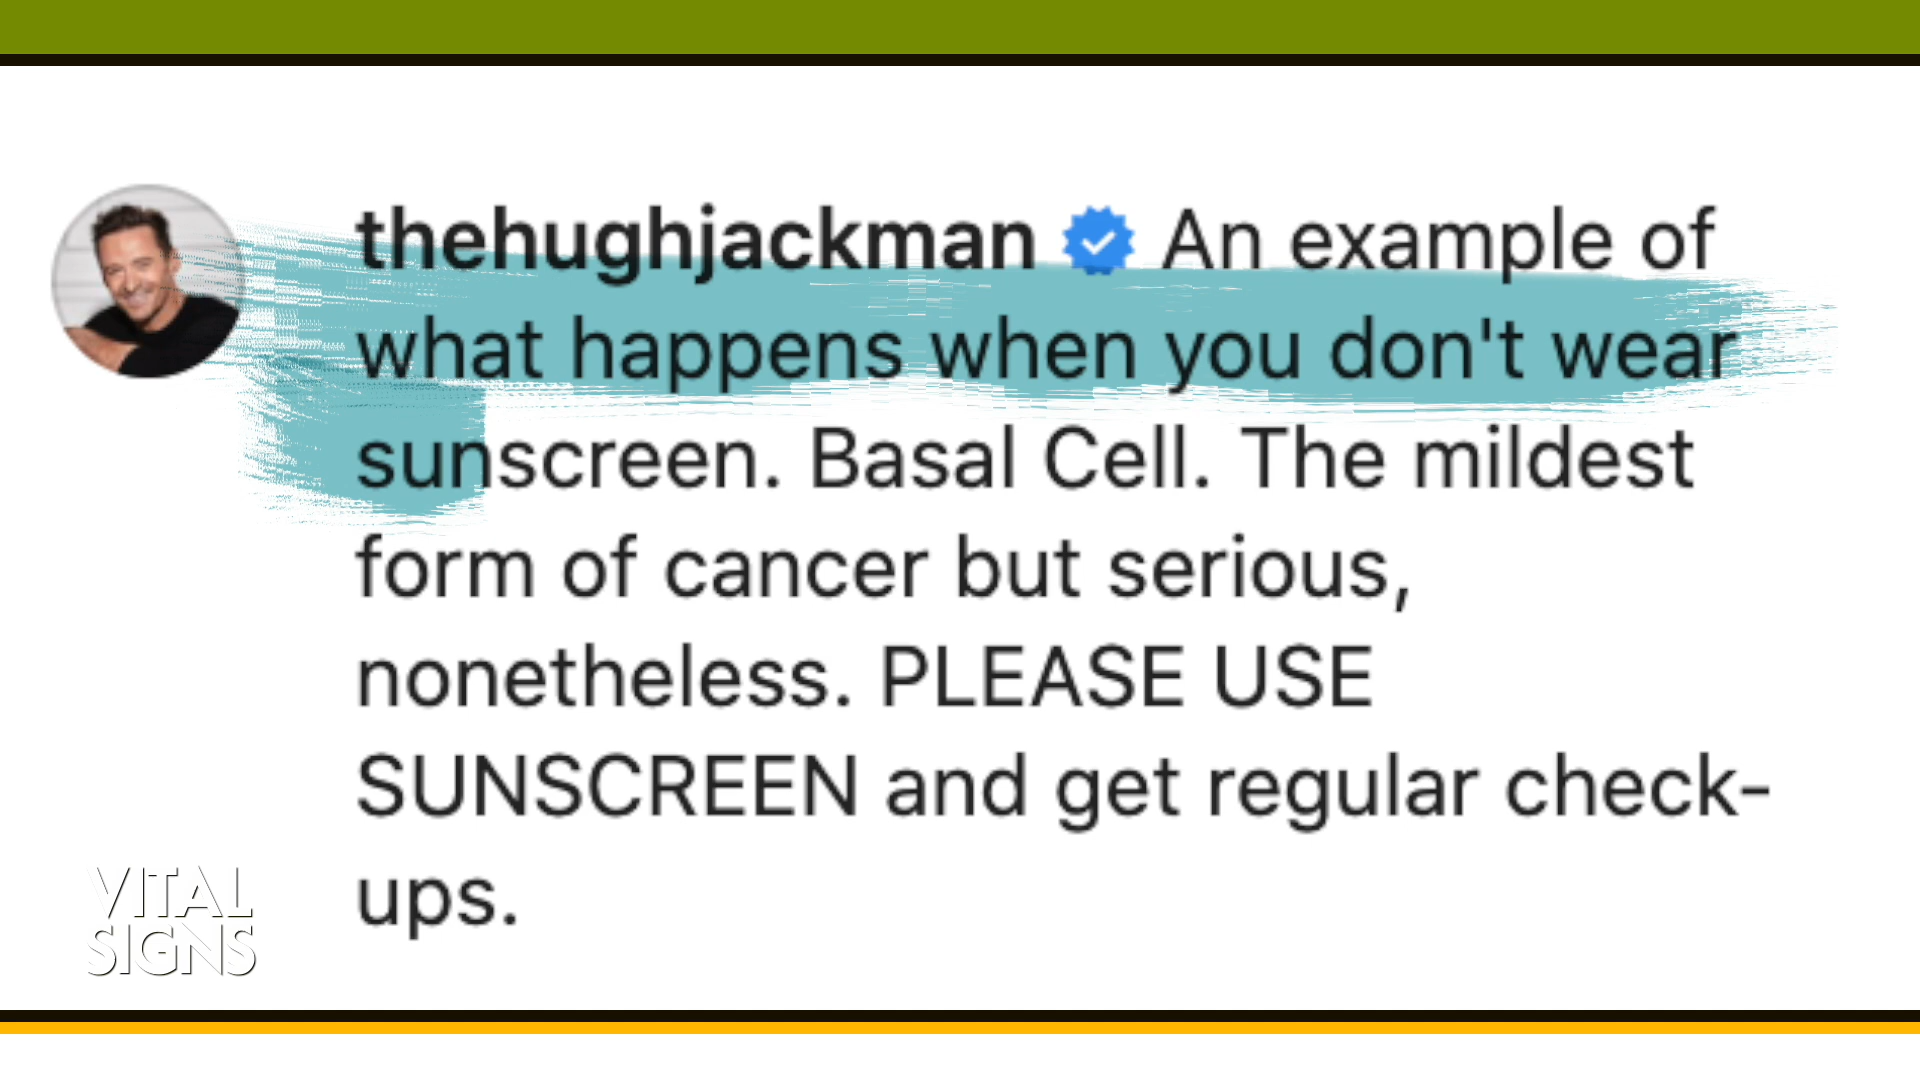 thehughjackman An example of
what happens when you don't wear
sunscreen. Basal Cell. The mildest
form of cancer but serious,
nonetheless. PLEASE USE
SUNSCREEN and get regular check-
ups.
VITAL
SIGNS